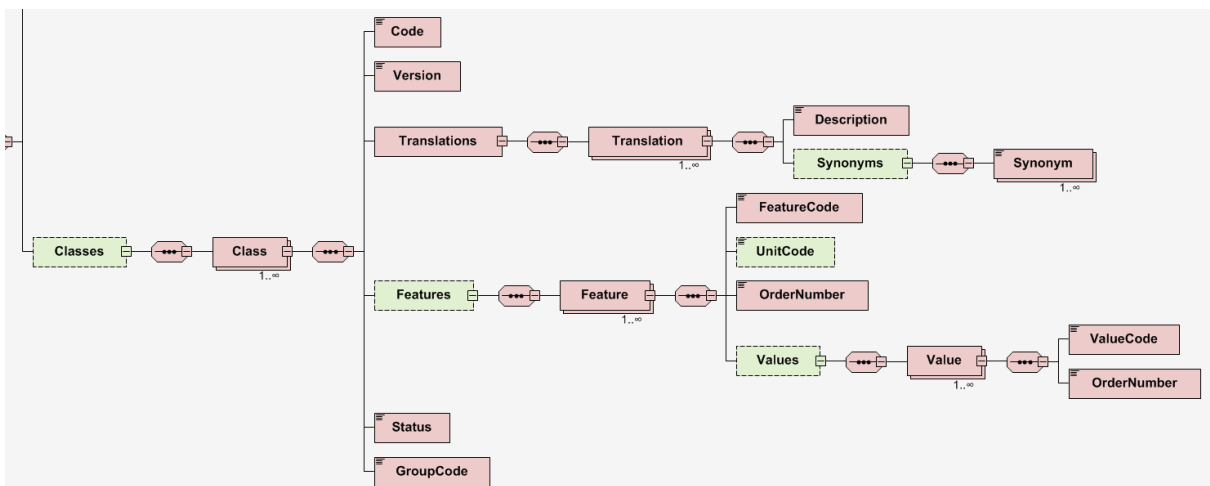 Code
Version
Translations
Translation
1..∞
Description
Synonyms
Synonym
1..∞
Classes
Class
1..∞
Features
Feature
1..∞
FeatureCode
UnitCode
OrderNumber
Values
Value
1..∞
ValueCode
OrderNumber
Status
GroupCode